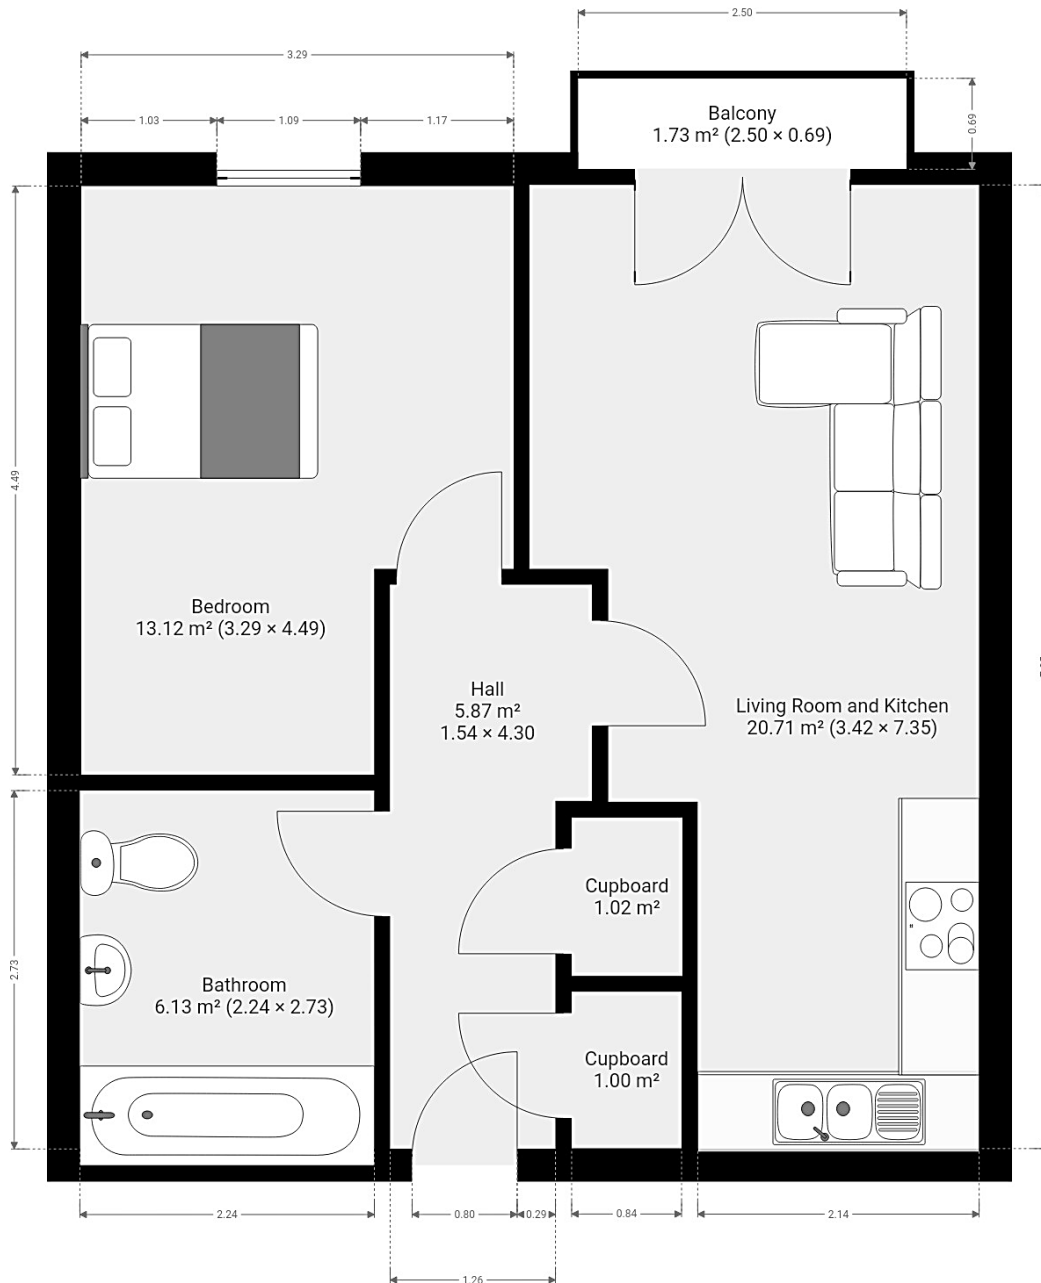 2.50
3.29
1.03
1.09
1.17
Balcony
1.73 m² (2.50 × 0.69)
0.69
4.49
Bedroom
13.12 m² (3.29 × 4.49)
Hall
5.87 m²
1.54 × 4.30
Living Room and Kitchen
20.71 m² (3.42 × 7.35)
Cupboard
1.02 m²
2.73
Bathroom
6.13 m² (2.24 × 2.73)
Cupboard
1.00 m²
2.24
0.80
0.29
0.84
2.14
1.26